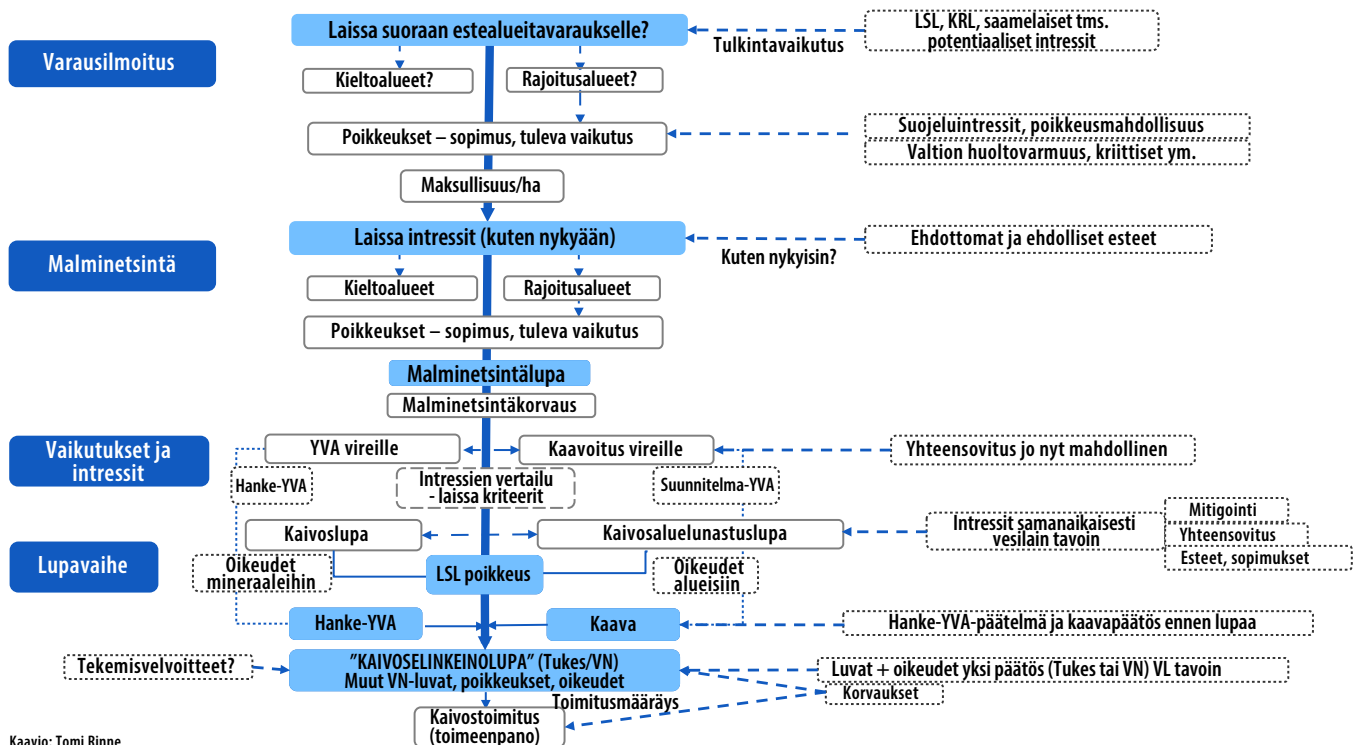 Laissa suoraan estealueitavaraukselle?
LSL, KRL, saamelaiset tms.
potentiaaliset intressit
Tulkintavaikutus
Varausilmoitus
Kieltoalueet?
Rajoitusalueet?
Poikkeukset – sopimus, tuleva vaikutus
Suojeluintressit, poikkeusmahdollisuus
Valtion huoltovarmuus, kriittiset ym.
Maksullisuus/ha
Laissa intressit (kuten nykyään)
Ehdottomat ja ehdolliset esteet
Kuten nykyisin?
Malminetsintä
Kieltoalueet
Rajoitusalueet
Poikkeukset – sopimus, tuleva vaikutus
Malminetsintälupa
Malminetsintäkorvaus
Vaikutukset ja
intressit
YVA vireille
Kaavoitus vireille
Yhteensovitus jo nyt mahdollinen
Hanke-YVA
Intressien vertailu
- laissa kriteerit
Suunnitelma-YVA
Kaivoslupa
Kaivosaluelunastuslupa
Intressit samanaikaisesti
vesilain tavoin
Mitigointi
Yhteensovitus
Esteet, sopimukset
Lupavaihe
Oikeudet
mineraaleihin
LSL poikkeus
Oikeudet
alueisiin
Hanke-YVA
Kaava
Hanke-YVA-päätelmä ja kaavapäätös ennen lupaa
Tekemisvelvoitteet?
"KAIVOSELINKEINOLUPA" (Tukes/VN)
Muut VN-luvat, poikkeukset, oikeudet
Luvat + oikeudet yksi päätös (Tukes tai VN) VL tavoin
Korvaukset
Toimitusmääräys
Kaivostoimitus
(toimeenpano)
Kaavio: Tomi Rinne